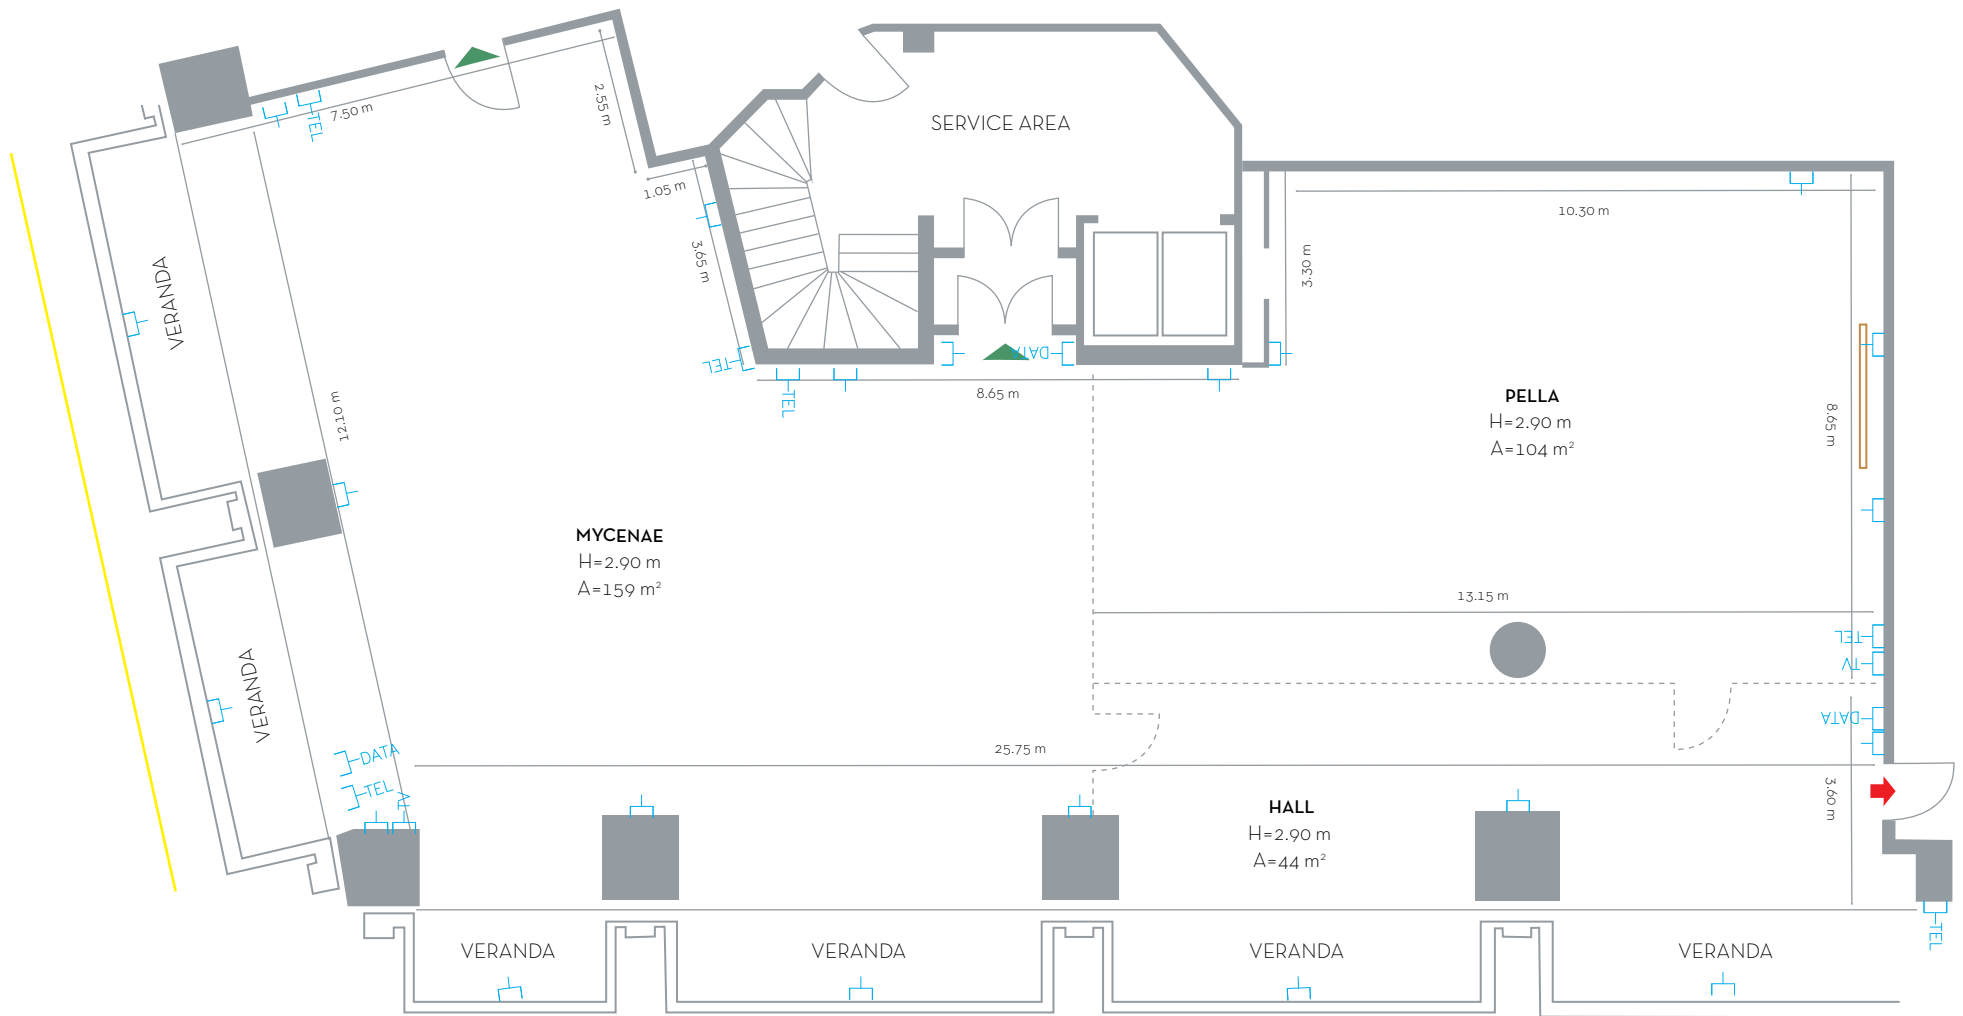 7.50 m
TEL
2.55 m
1.05 m
3.65 m
SERVICE AREA
10.30 m
3.30 m
VERANDA
12.10 m
TEL
TEL
DATA
8.65 m
PELLA
H=2.90 m
A=104 m²
8.65 m
MYCENAE
H=2.90 m
A=159 m²
13.15 m
TEL
TV
DATA
VERANDA
25.75 m
DATA
TEL
TV
HALL
H=2.90 m
A=44 m²
3.60 m
VERANDA
VERANDA
VERANDA
VERANDA
TEL